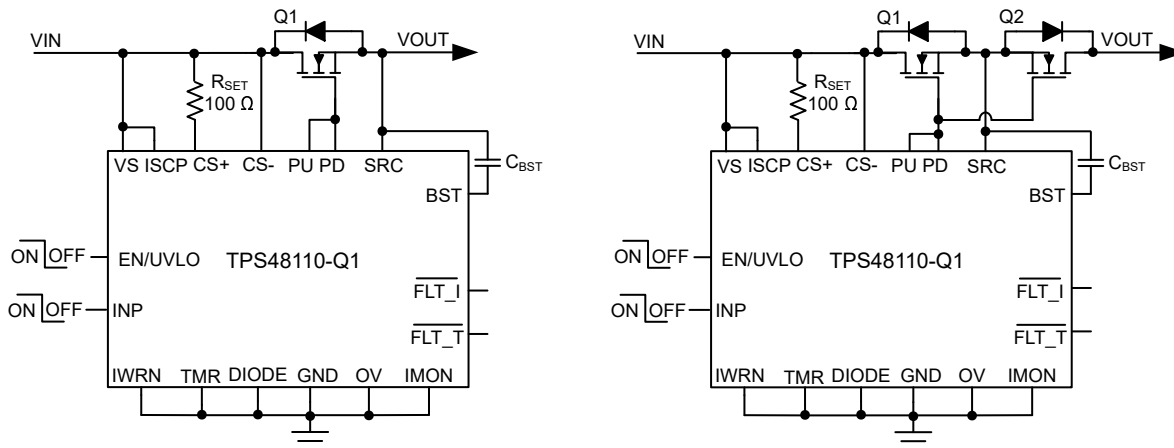 Q1
VIN
VOUT
RSET
100 Ω
VS ISCP CS+ CS- PU PD SRC
CBST
BST
ON OFF
EN/UVLO
TPS48110-Q1
FLT_I
ON OFF
INP
FLT_T
IWRN TMR DIODE GND OV IMON
Q1 Q2
VIN
VOUT
RSET
100 Ω
VS ISCP CS+ CS- PU PD SRC
CBST
BST
ON OFF
EN/UVLO
TPS48110-Q1
FLT_I
ON OFF
INP
FLT_T
IWRN TMR DIODE GND OV IMON